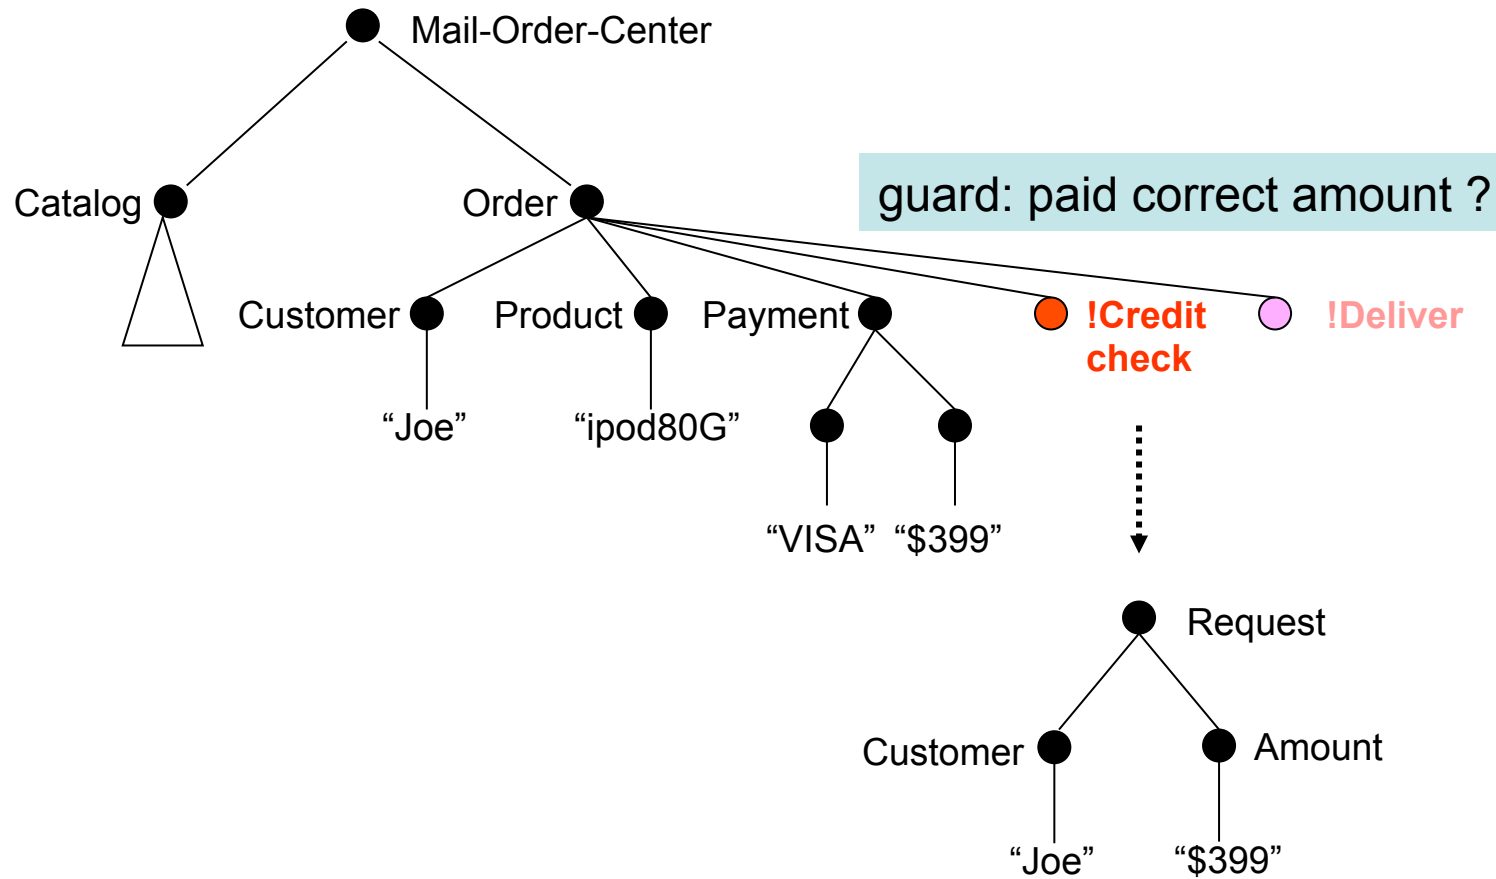 Mail-Order-Center
Catalog
Order
guard: paid correct amount ?
Customer
Product
Payment
!Credit
check
!Deliver
“Joe”
“ipod80G”
“VISA”
“$399”
Request
Customer
Amount
“Joe”
“$399”